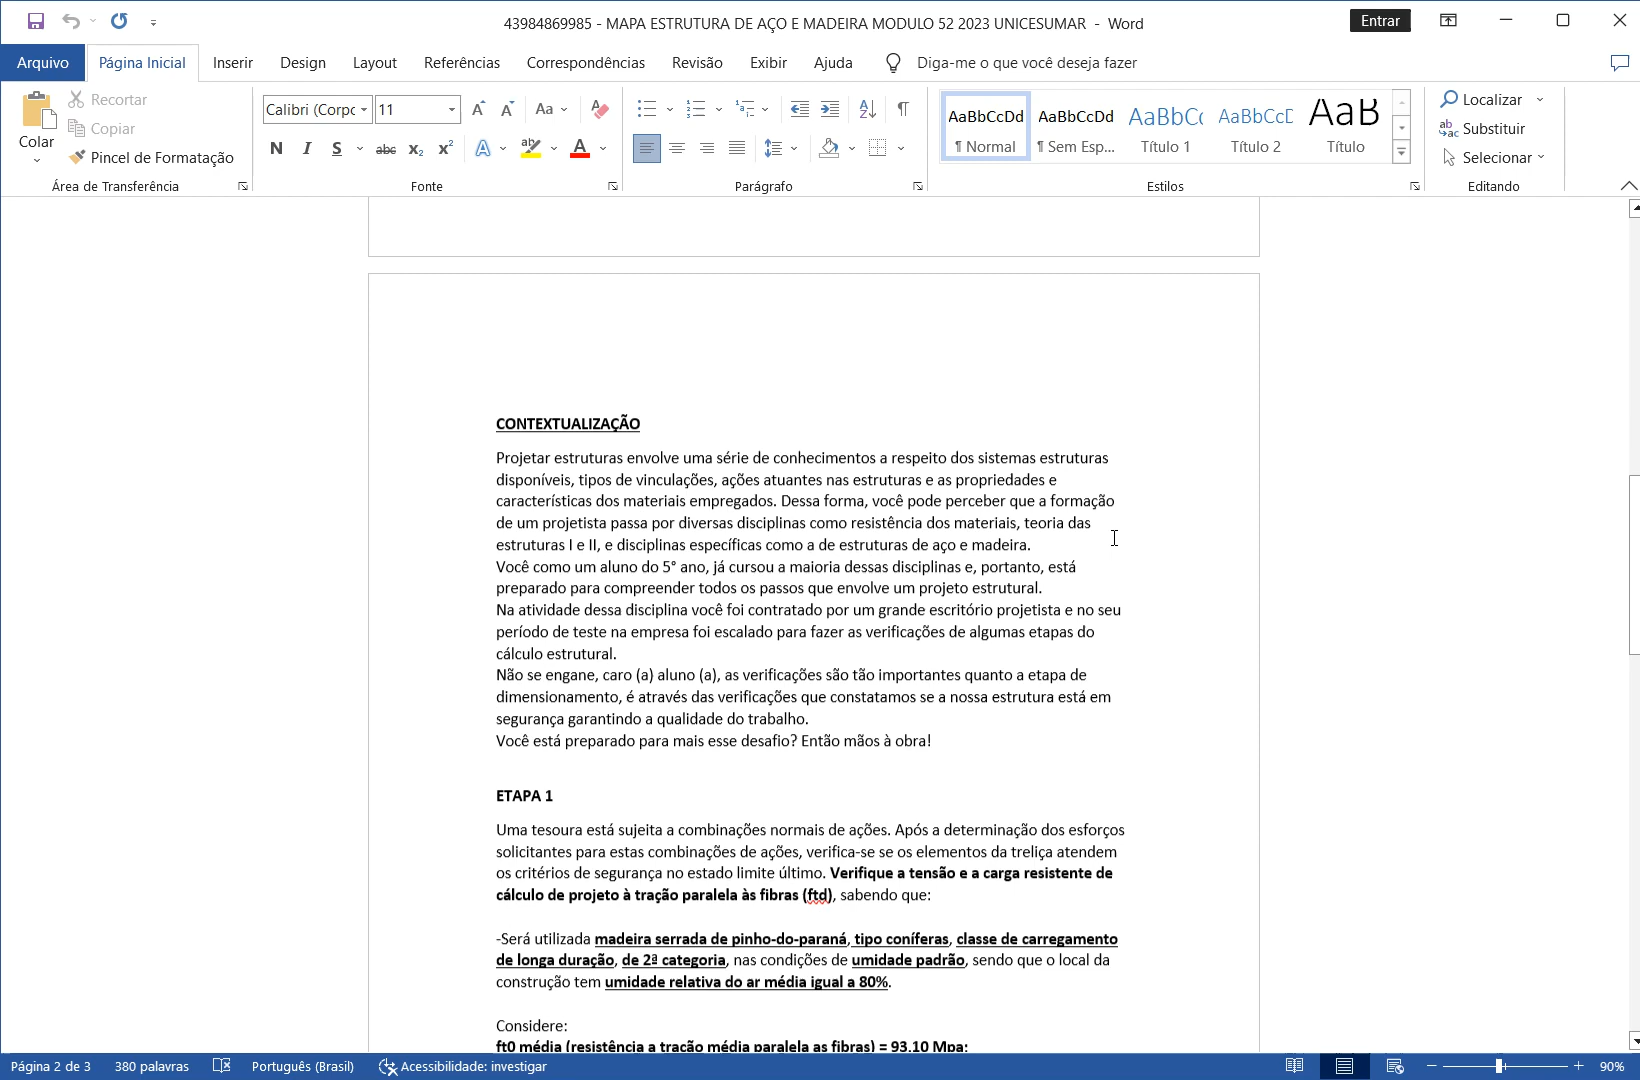 43984869985 - MAPA ESTRUTURA DE AÇO E MADEIRA MODULO 52 2023 UNICESUMAR - Word
Entrar
Arquivo Página Inicial Inserir Design Layout Referências Correspondências Revisão Exibir Ajuda Diga-me o que você deseja fazer
Colar
Recortar
Copiar
Pincel de Formatação
Área de Transferência
Calibri (Corpc 11
Aa
N I S abc x₂ x²
Fonte
Parágrafo
AaBbCcDd AaBbCcDd AaBbCc AaBbCcC AaB
¶ Normal ¶ Sem Esp... Título 1 Título 2 Título
Estilos
Localizar
Substituir
Selecionar
Editando
CONTEXTUALIZAÇÃO
Projetar estruturas envolve uma série de conhecimentos a respeito dos sistemas estruturas
disponíveis, tipos de vinculações, ações atuantes nas estruturas e as propriedades e
características dos materiais empregados. Dessa forma, você pode perceber que a formação
de um projetista passa por diversas disciplinas como resistência dos materiais, teoria das
estruturas I e II, e disciplinas específicas como a de estruturas de aço e madeira.
Você como um aluno do 5° ano, já cursou a maioria dessas disciplinas e, portanto, está
preparado para compreender todos os passos que envolve um projeto estrutural.
Na atividade dessa disciplina você foi contratado por um grande escritório projetista e no seu
período de teste na empresa foi escalado para fazer as verificações de algumas etapas do
cálculo estrutural.
Não se engane, caro (a) aluno (a), as verificações são tão importantes quanto a etapa de
dimensionamento, é através das verificações que constatamos se a nossa estrutura está em
segurança garantindo a qualidade do trabalho.
Você está preparado para mais esse desafio? Então mãos à obra!
ETAPA 1
Uma tesoura está sujeita a combinações normais de ações. Após a determinação dos esforços
solicitantes para estas combinações de ações, verifica-se se os elementos da treliça atendem
os critérios de segurança no estado limite último. Verifique a tensão e a carga resistente de
cálculo de projeto à tração paralela às fibras (ftd), sabendo que:
-Será utilizada madeira serrada de pinho-do-paraná, tipo coníferas, classe de carregamento
de longa duração, de 2ª categoria, nas condições de umidade padrão, sendo que o local da
construção tem umidade relativa do ar média igual a 80%.
Considere:
ft0 média (resistência a tração média paralela as fibras) = 93,10 Mpa;
Página 2 de 3 380 palavras Português (Brasil) Acessibilidade: investigar 90%